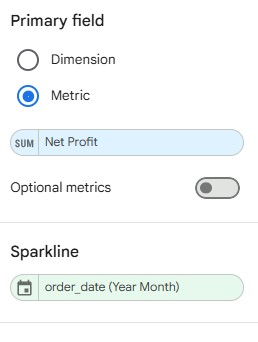 Primary field
Dimension
Metric
SUM Net Profit
Optional metrics
Sparkline
order_date (Year Month)